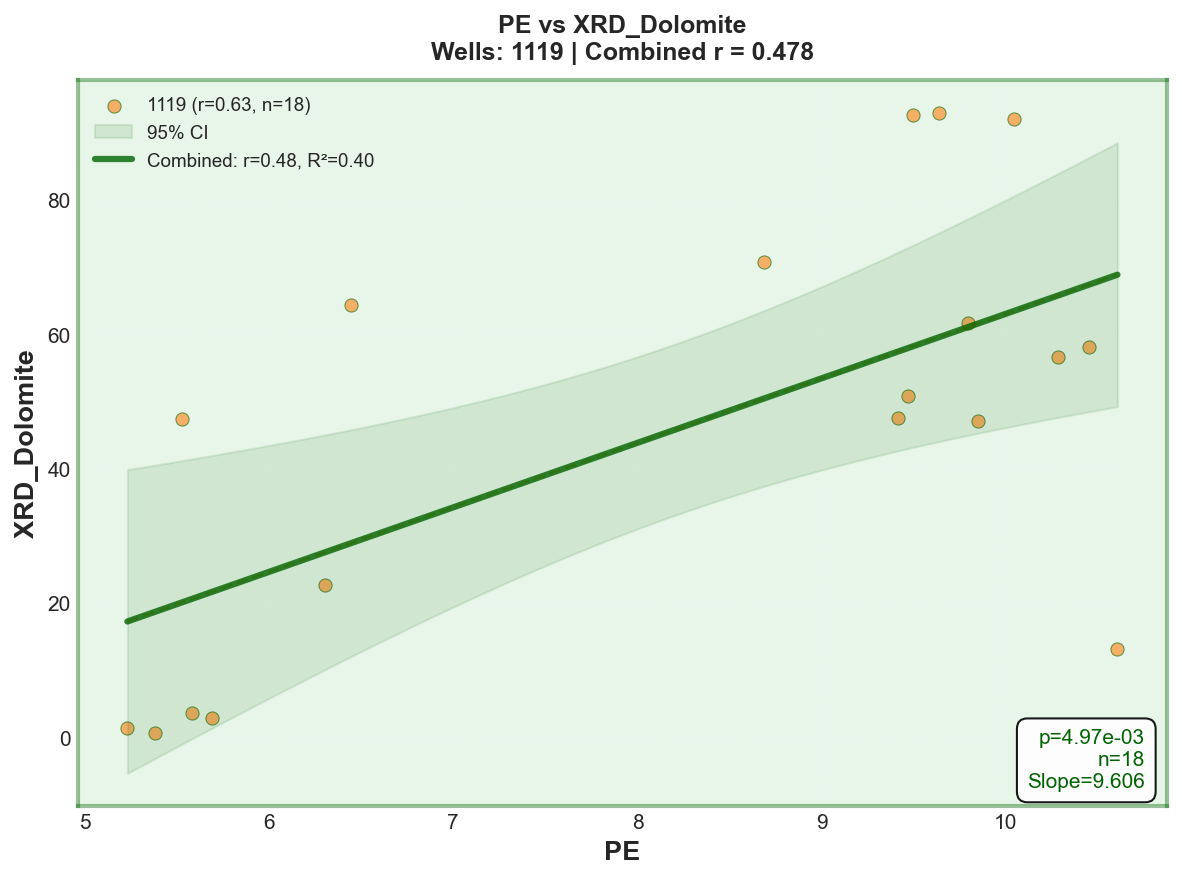 PE vs XRD_Dolomite
Wells: 1119 | Combined r = 0.478
1119 (r=0.63, n=18)
95% CI
Combined: r=0.48, R²=0.40
80
60
40
20
0
XRD_Dolomite
p=4.97e-03
n=18
Slope=9.606
5 6 7 8 9 10
PE